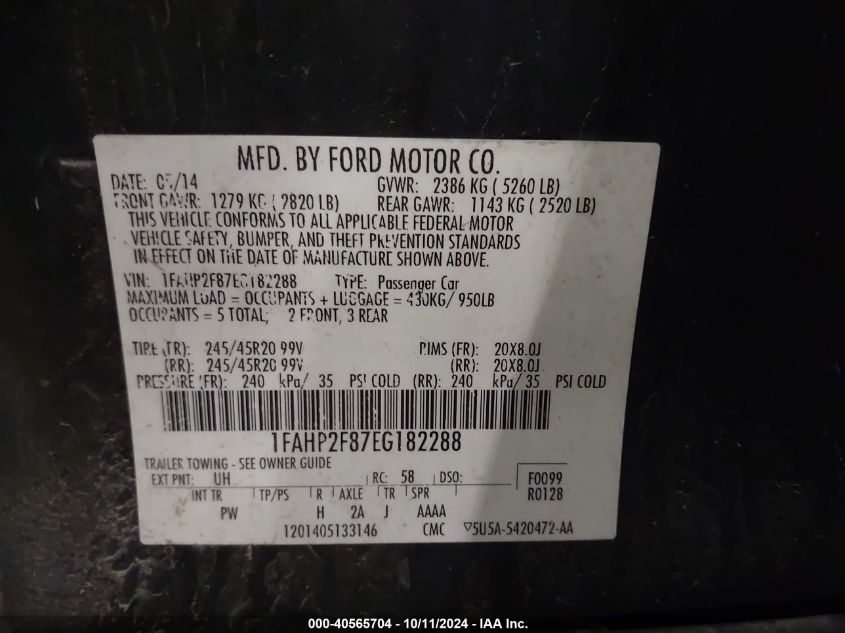 MFD. BY FORD MOTOR CO.
DATE: 05/14 GVWR: 2386 KG ( 5260 LB)
FRONT GAWR: 1279 KG ( 2820 LB) REAR GAWR: 1143 KG ( 2520 LB)
THIS VEHICLE CONFORMS TO ALL APPLICABLE FEDERAL MOTOR
VEHICLE SAFETY, BUMPER, AND THEFT PREVENTION STANDARDS
IN EFFECT ON THE DATE OF MANUFACTURE SHOWN ABOVE.
VIN: 1FAHP2F87EG182288 TYPE: Passenger Car
MAXIMUM LOAD = OCCUPANTS + LUGGAGE = 430KG/ 950LB
OCCUPANTS = 5 TOTAL; 2 FRONT, 3 REAR
TIRE (FR): 245/45R20 99V RIMS (FR): 20X8.0J
(RR): 245/45R20 99V (RR): 20X8.0J
PRESSURE (FR): 240 kPa/ 35 PSI COLD (RR): 240 kPa/ 35 PSI COLD
1FAHP2F87EG182288
TRAILER TOWING - SEE OWNER GUIDE
EXT PNT: UH RC: 58 DSO: F0099
INT TR TP/PS R AXLE TR SPR R0128
PW H 2A J AAAA
1201405133146 CMC 5U5A-5420472-AA
000-40565704 - 10/11/2024 - IAA Inc.